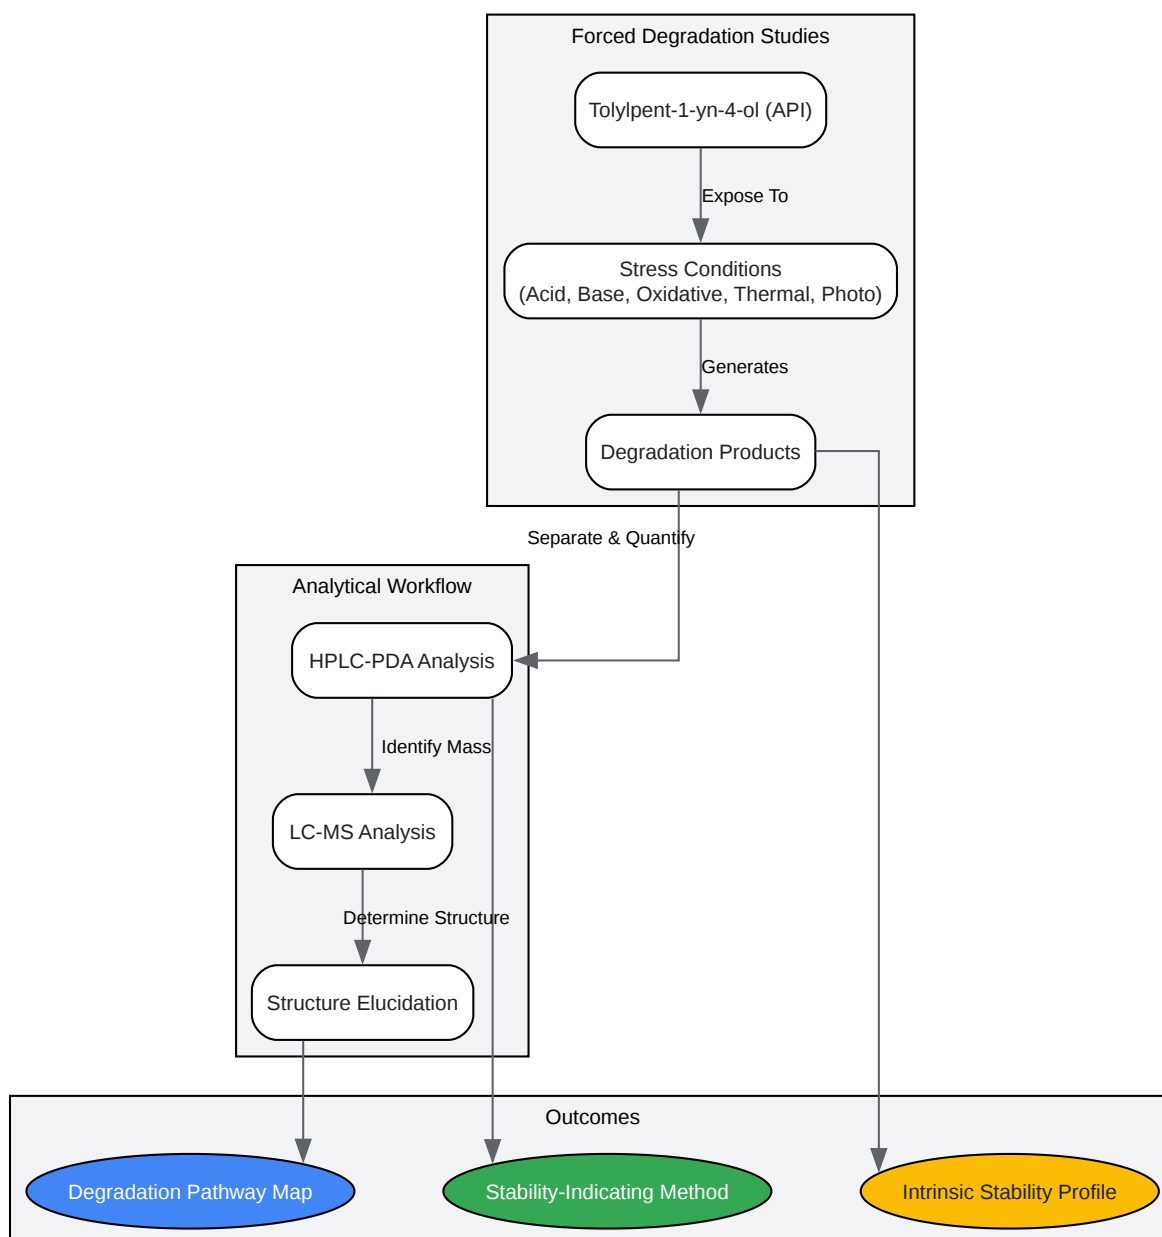 Forced Degradation Studies
Tolylpent-1-yn-4-ol (API)
Expose To
Stress Conditions
(Acid, Base, Oxidative, Thermal, Photo)
Generates
Degradation Products
Separate & Quantify
Analytical Workflow
HPLC-PDA Analysis
Identify Mass
LC-MS Analysis
Determine Structure
Structure Elucidation
Outcomes
Degradation Pathway Map
Stability-Indicating Method
Intrinsic Stability Profile